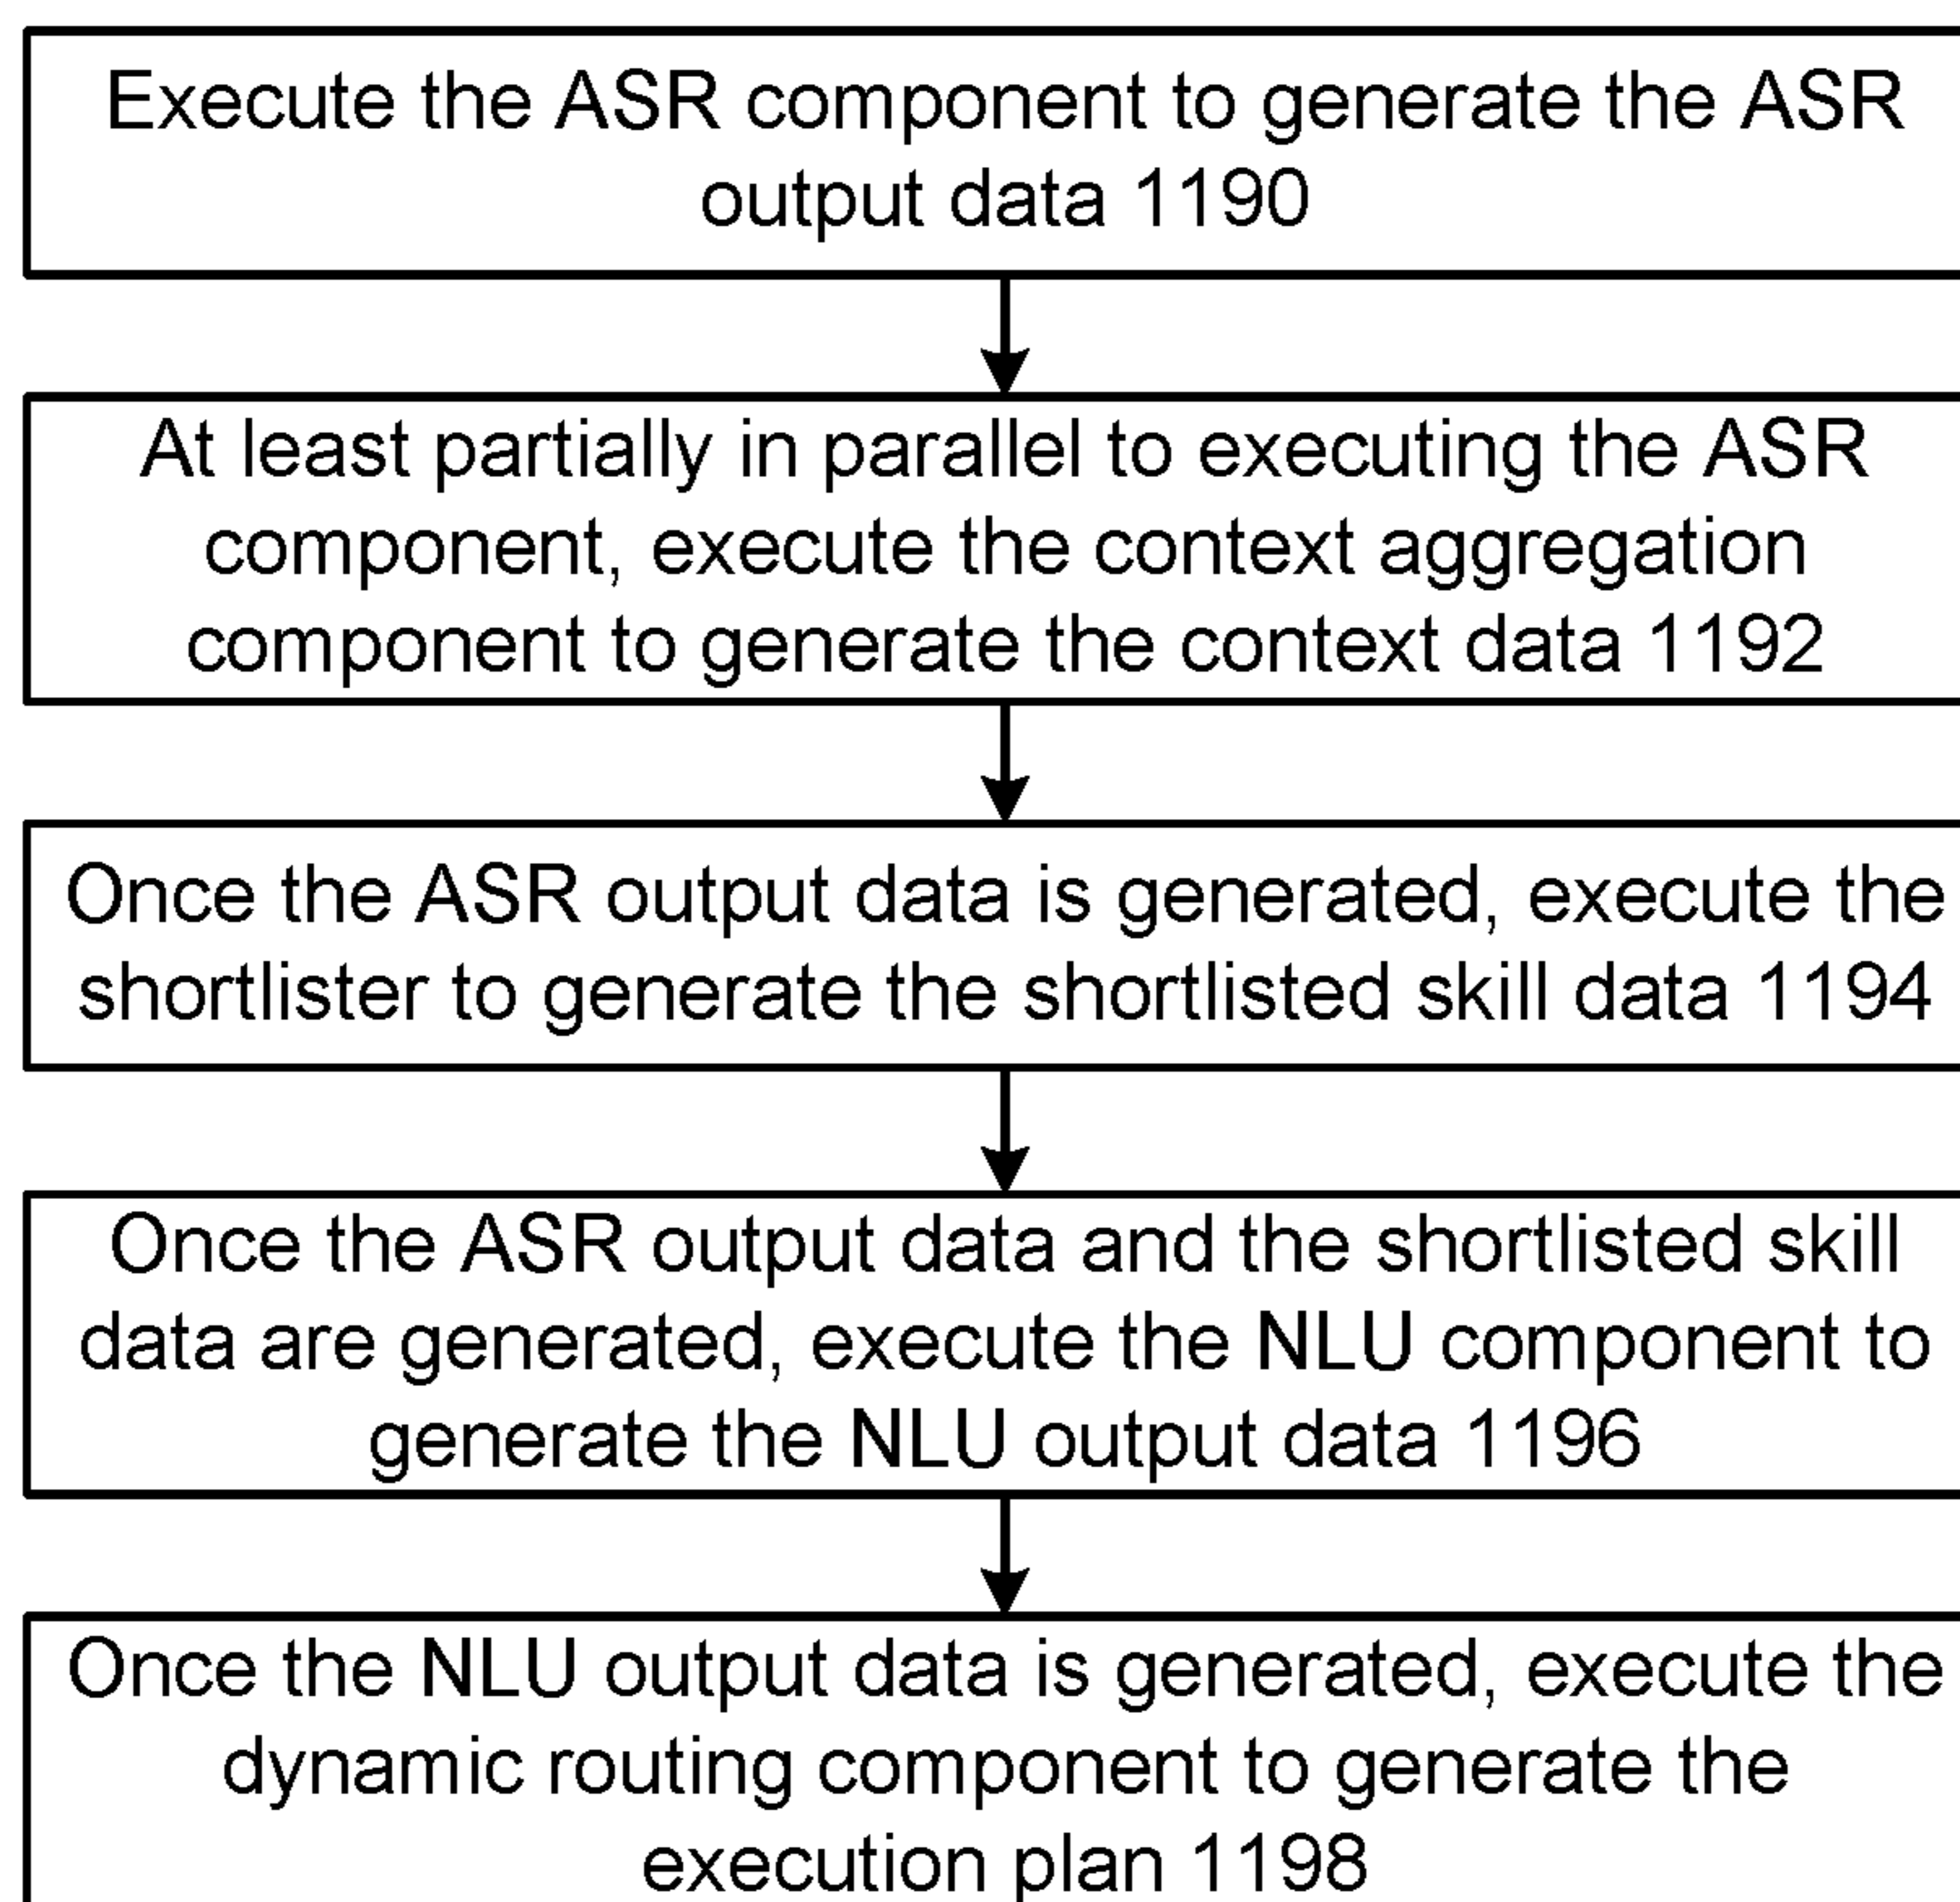 Execute the ASR component to generate the ASR
output data 1190
At least partially in parallel to executing the ASR
component, execute the context aggregation
component to generate the context data 1192
Once the ASR output data is generated, execute the
shortlister to generate the shortlisted skill data 1194
Once the ASR output data and the shortlisted skill
data are generated, execute the NLU component to
generate the NLU output data 1196
Once the NLU output data is generated, execute the
dynamic routing component to generate the
execution plan 1198